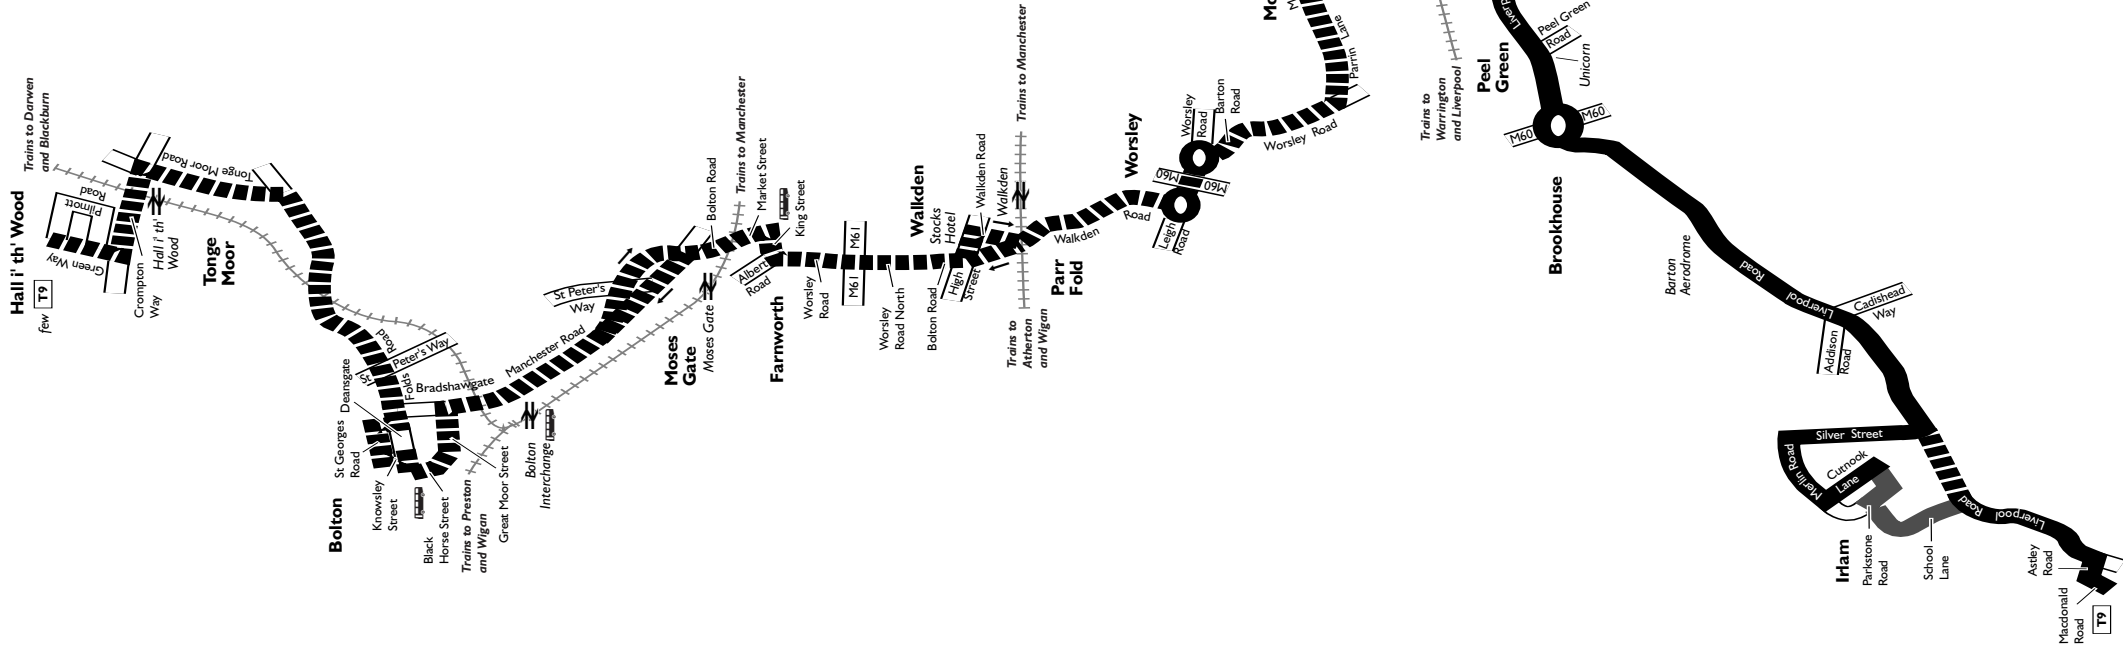 Hall i' th' Wood
few
T9
Trains to Darwen
and Blackburn
Green Way
Pilmott
Road
Crompton
Way
Hall i' th'
Wood
Tonge Moor Road
Tonge
Moor
Bolton
St Georges
Road
Deansgate
Knowsley
Street
Folds
Road
St
Peter's Way
Bradshawgate
Black
Horse Street
Trains to Preston
and Wigan
Great Moor Street
Bolton
Interchange
Manchester Road
St Peter's
Way
Moses
Gate
Moses Gate
Bolton Road
Trains to Manchester
Market Street
King Street
Albert
Road
Farnworth
Worsley
Road
M61
M61
Worsley
Road North
Bolton Road
Walkden
Stocks
Hotel
High
Street
Walkden Road
Walkden
Trains to Manchester
Trains to
Atherton
and Wigan
Parr
Fold
Walkden
Road
Worsley
Leigh
Road
M60
M60
Worsley
Road
Barton
Road
Worsley Road
Parrin Lane
Mo
M
Trains to
Warrington
and Liverpool
Peel
Green
Liverp
Peel Green
Road
Unicorn
M60
M60
Brookhouse
Barton
Aerodrome
Liverpool Road
Liverpool
Addison
Road
Cadishead
Way
Silver Street
Merlin Road
Cutnook
Lane
Irlam
Parkstone
Road
School
Lane
Liverpool Road
Astley
Road
Macdonald
Road
T9